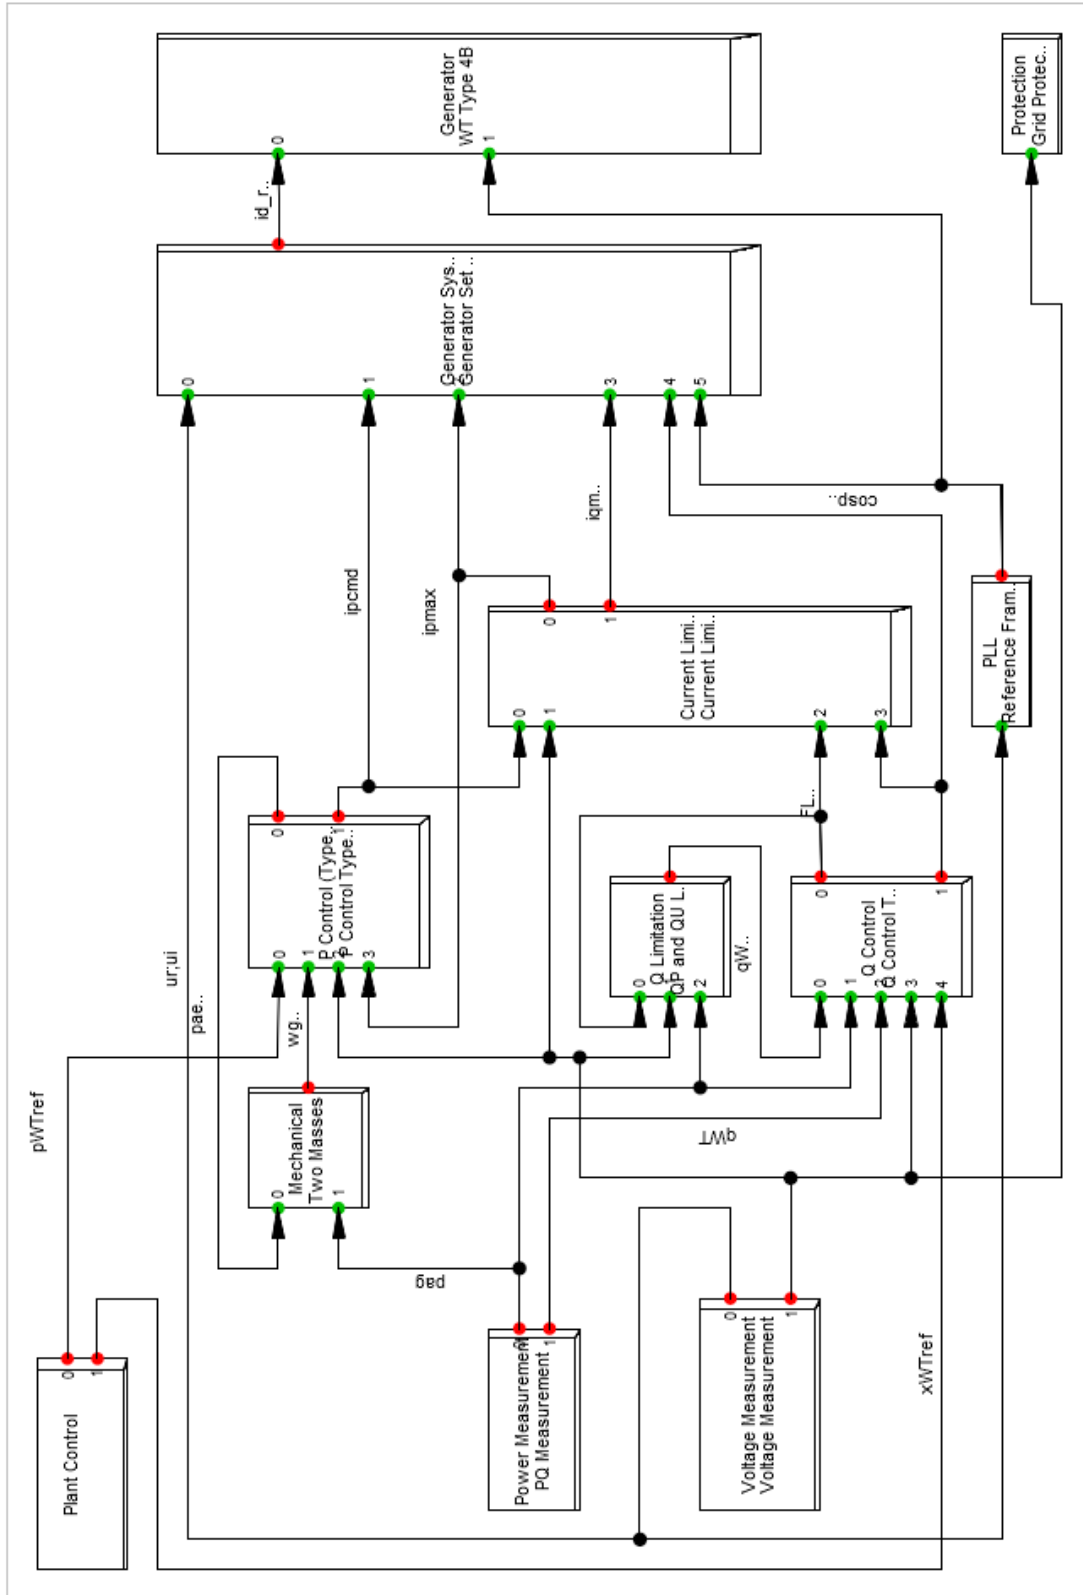 Plant Control
0
1
pWTref
xWTref
Power Measurement
PQ Measurement
0
1
Voltage Measurement
Voltage Measurement
0
1
pag
qWT
Mechanical
Two Masses
0
1
wg..
pae..
ur;ui
P Control (Type..
P Control Type..
0
1
2
3
0
1
Q Limitation
QP and QU L..
0
1
2
qW..
Q Control
Q Control T..
0
1
2
3
4
0
1
FL..
ipcmd
ipmax
Current Limi..
Current Limi..
0
1
2
3
0
1
iqm..
PLL
Reference Fram..
cosp..
Generator Sys..
Generator Set ..
0
1
2
3
4
5
id_r..
Generator
WT Type 4B
0
1
Protection
Grid Protec..